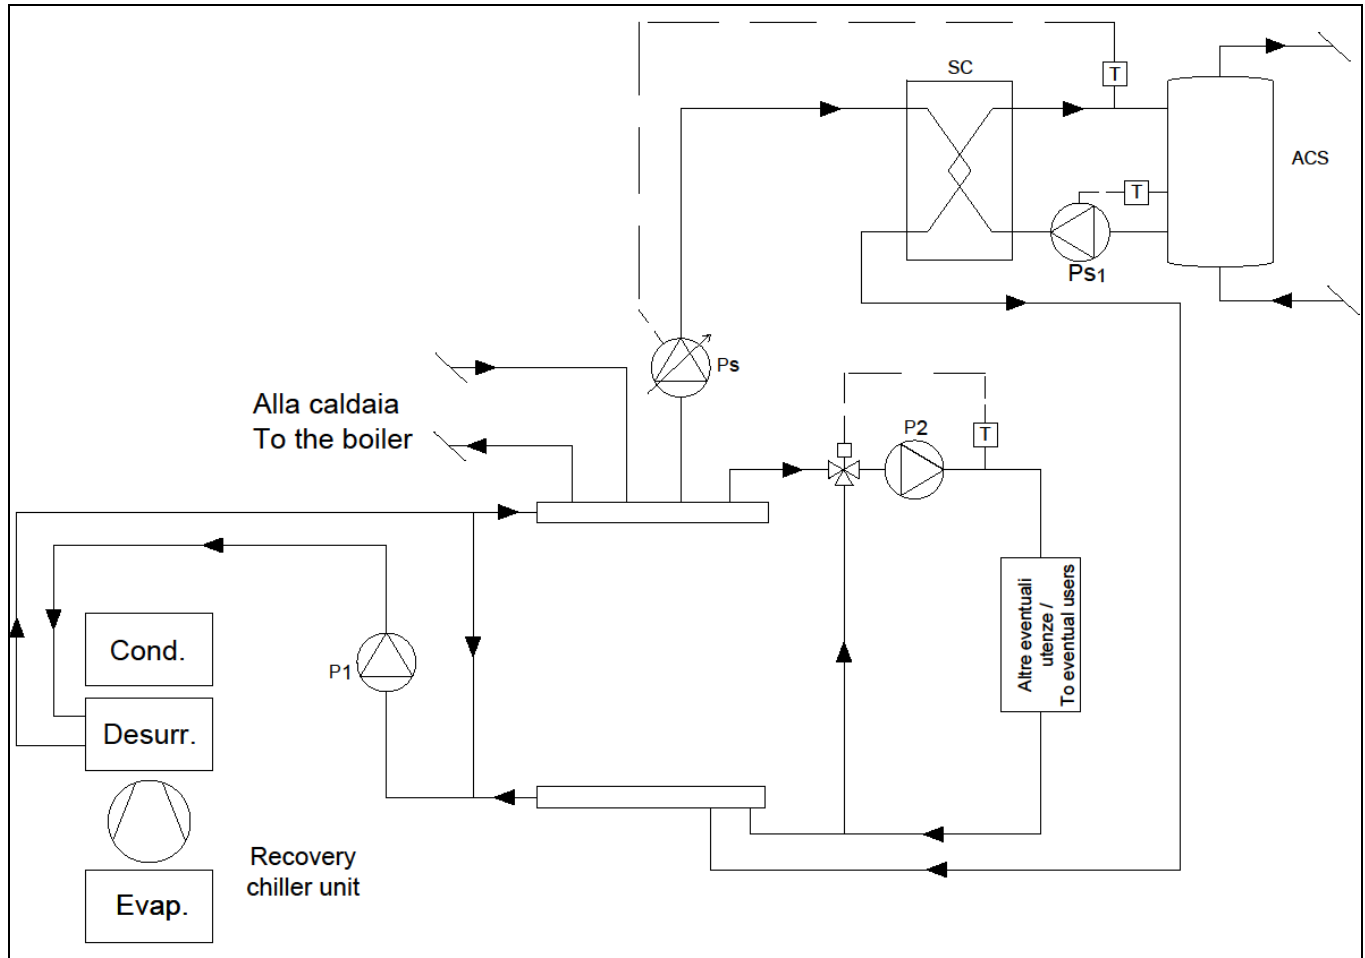 SC
T
ACS
T
Ps1
Ps
Alla caldaia
To the boiler
P2
T
Altre eventuali
utenze /
To eventual users
Cond.
P1
Desurr.
Recovery
chiller unit
Evap.